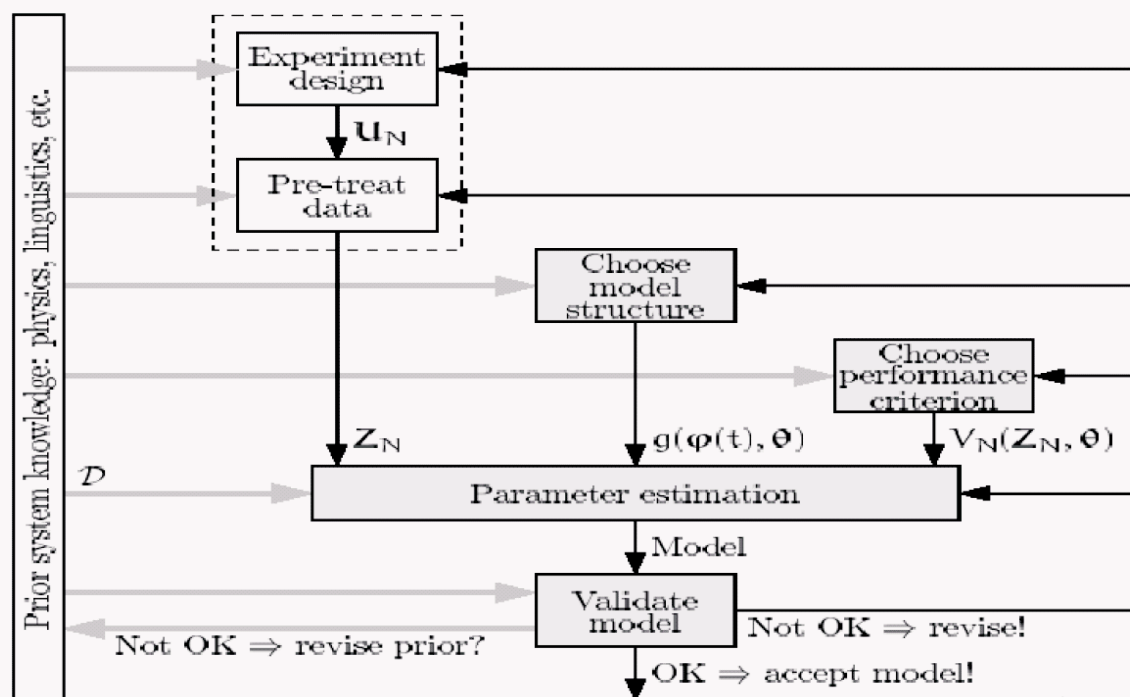 Prior system knowledge: physics, linguistics, etc.
Experiment
design
U_N
Pre-treat
data
Choose
model
structure
Choose
performance
criterion
Z_N
g(φ(t), θ)
V_N(Z_N, θ)
𝒟
Parameter estimation
Model
Validate
model
Not OK ⇒ revise prior?
Not OK ⇒ revise!
OK ⇒ accept model!